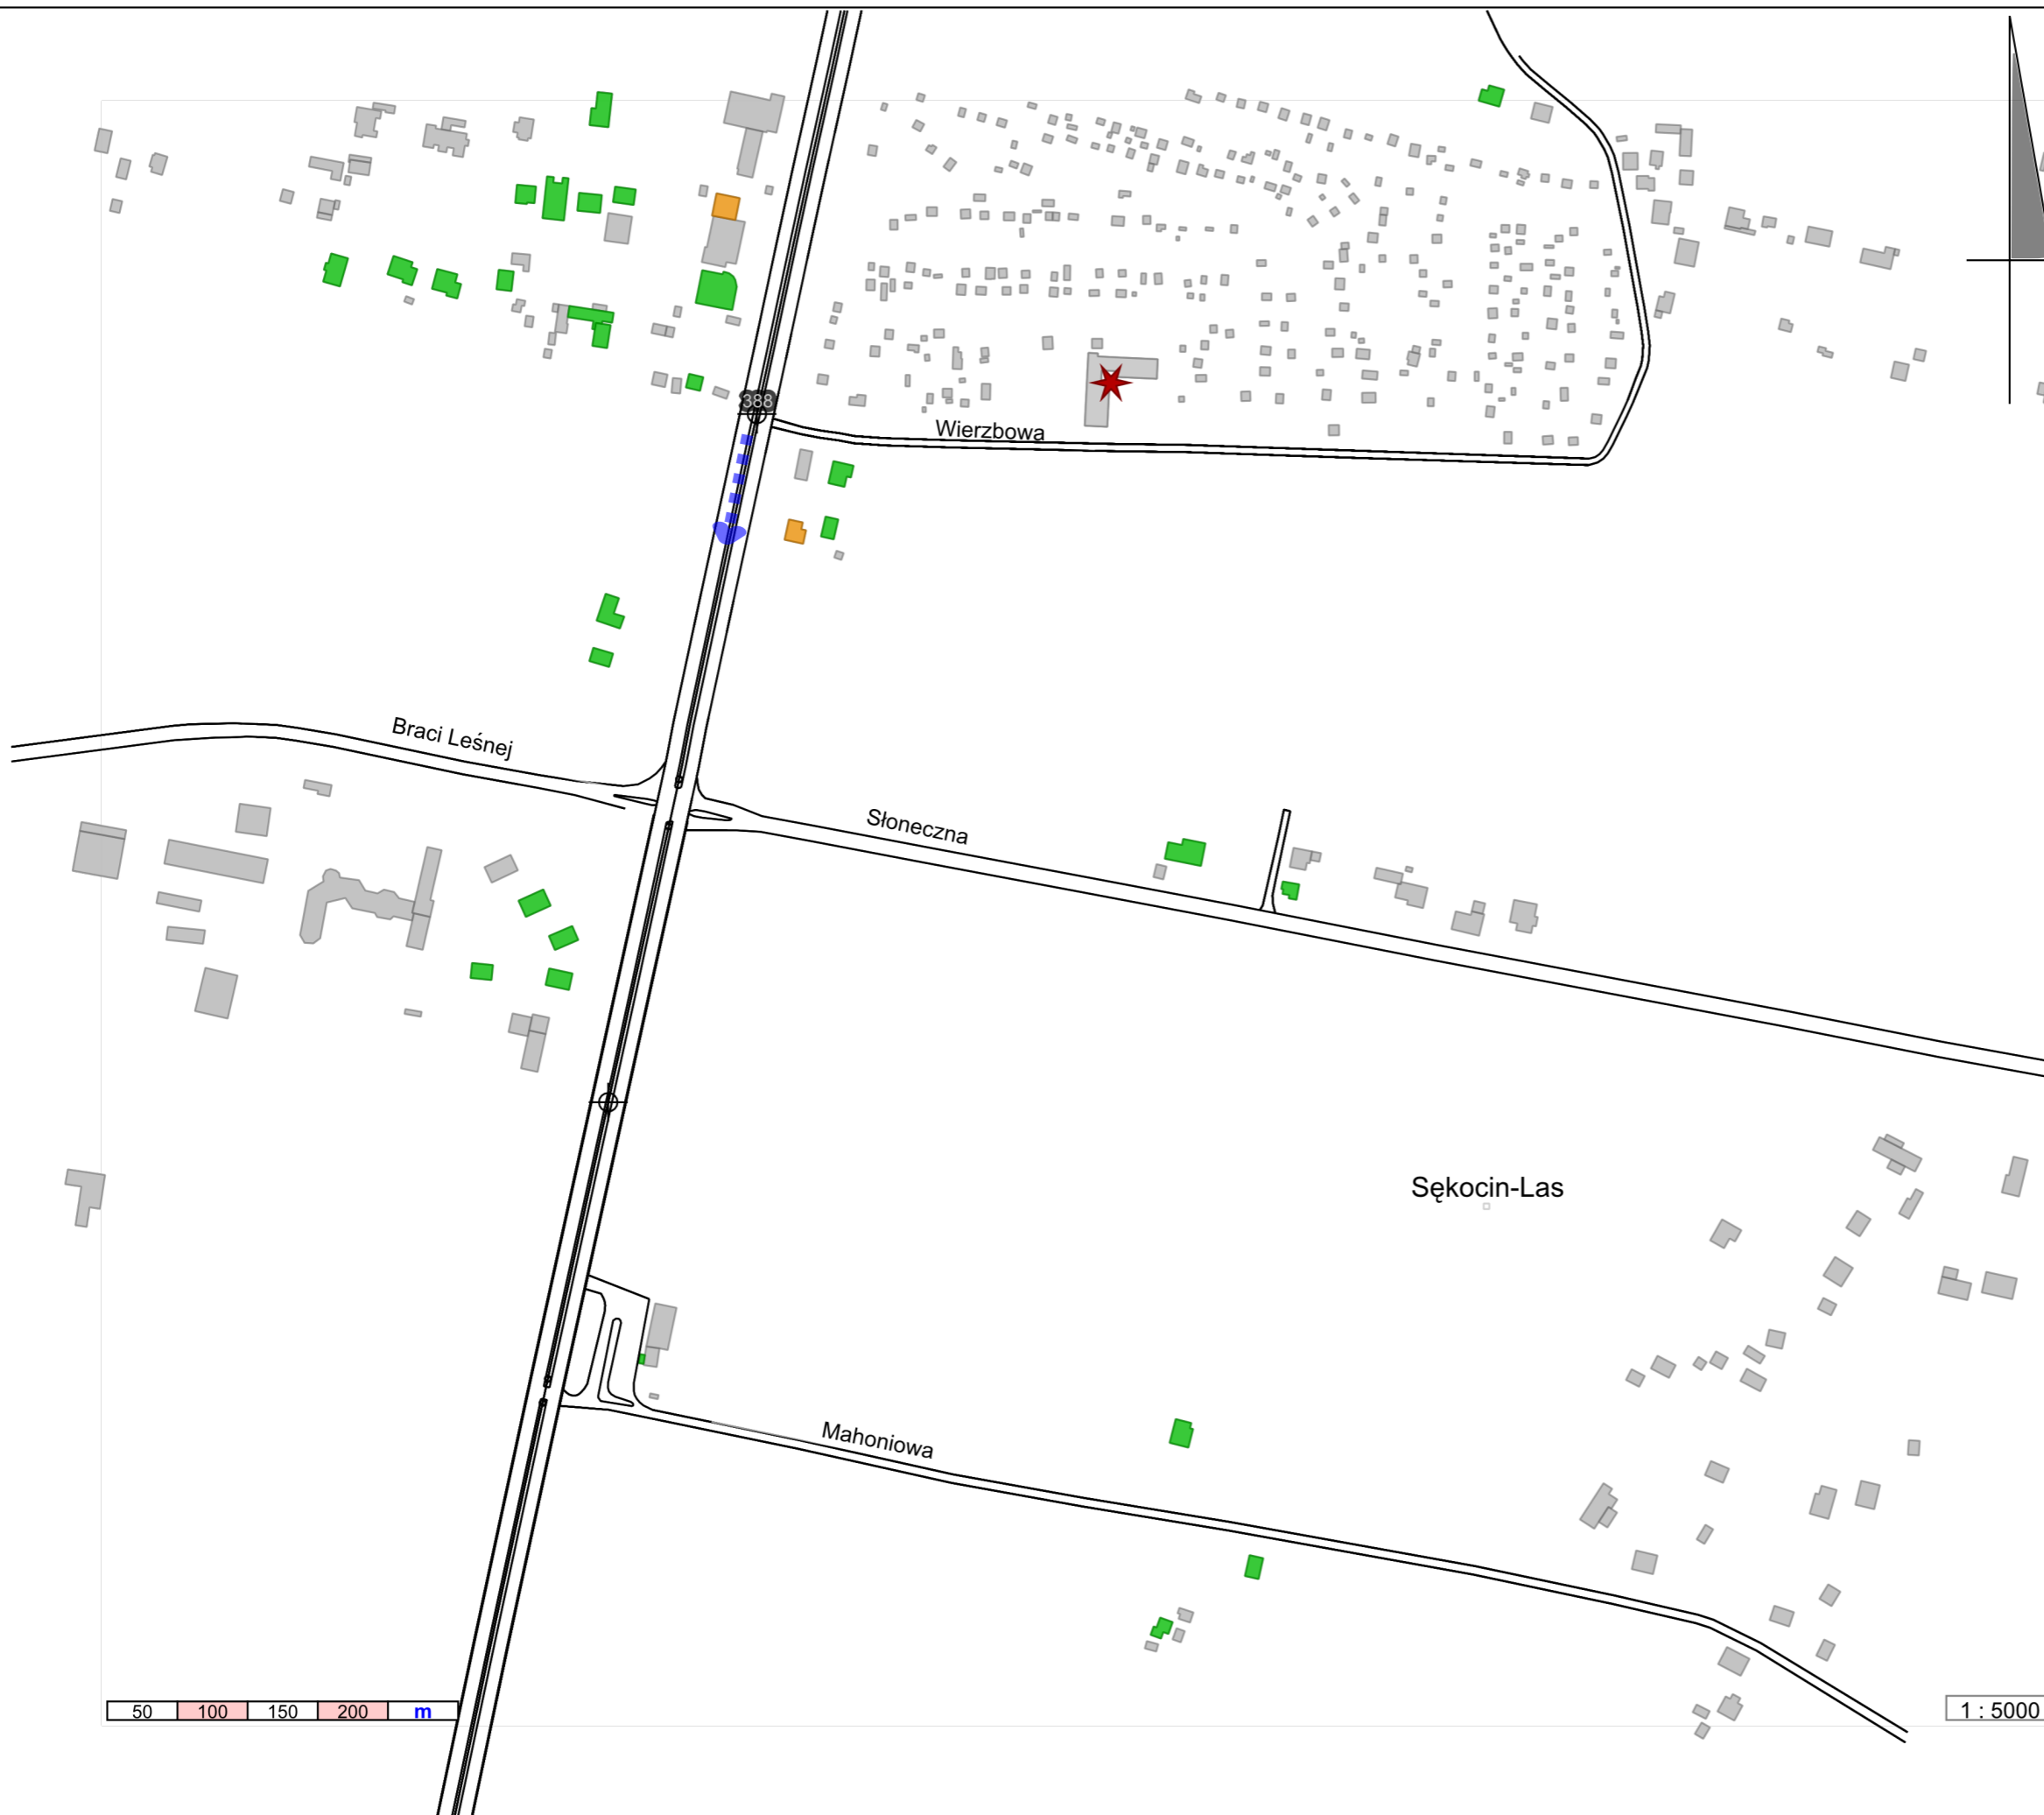 388
Wierzbowa
Braci Leśnej
Słoneczna
Sękocin-Las
Mahoniowa
50 100 150 200 m
1 : 5000